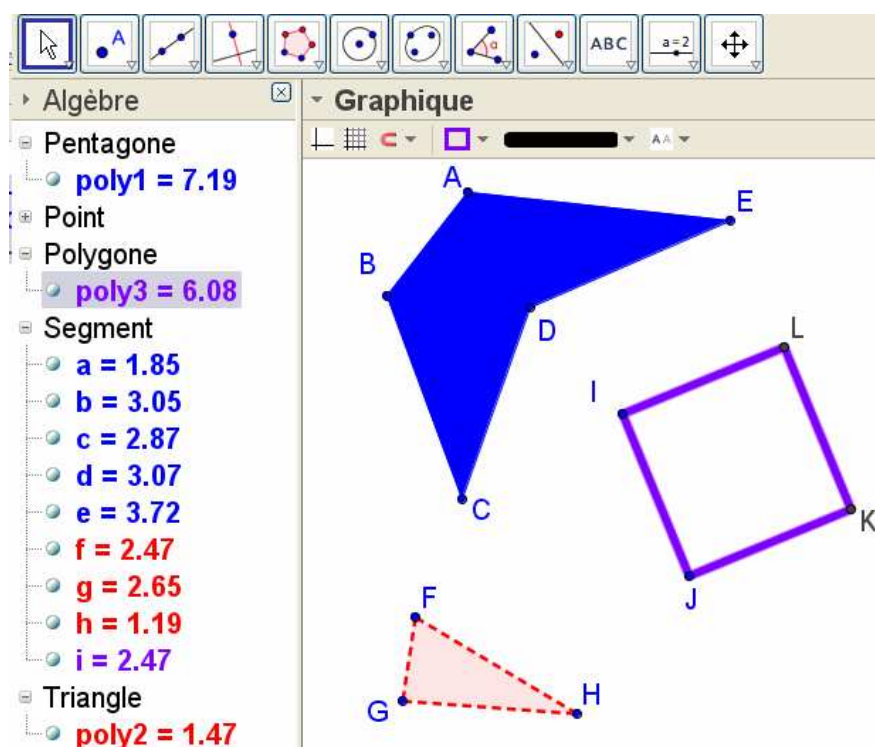 A
α
ABC
a=2
Algèbre
Graphique
Pentagone
poly1 = 7.19
Point
Polygone
poly3 = 6.08
Segment
a = 1.85
b = 3.05
c = 2.87
d = 3.07
e = 3.72
f = 2.47
g = 2.65
h = 1.19
i = 2.47
Triangle
poly2 = 1.47
AA
A
E
B
D
L
I
C
K
J
F
H
G